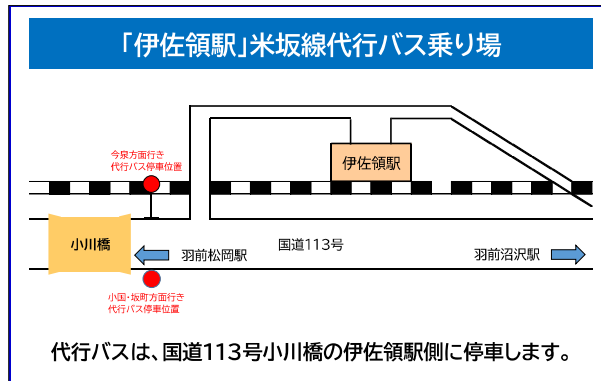 「伊佐領駅」米坂線代行バス乗り場
今泉方面行き
代行バス停車位置
伊佐領駅
小川橋
羽前松岡駅
国道113号
羽前沼沢駅
小国・坂町方面行き
代行バス停車位置
代行バスは、国道113号小川橋の伊佐領駅側に停車します。